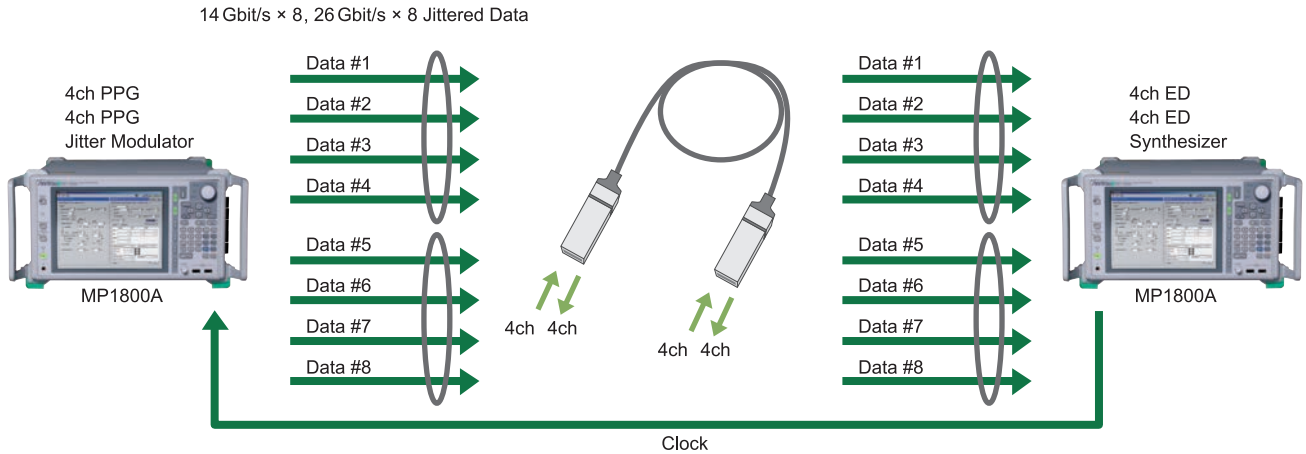 14 Gbit/s × 8, 26 Gbit/s × 8 Jittered Data
4ch PPG
4ch PPG
Jitter Modulator
MP1800A
Data #1
Data #2
Data #3
Data #4
Data #5
Data #6
Data #7
Data #8
4ch 4ch
4ch 4ch
Data #1
Data #2
Data #3
Data #4
Data #5
Data #6
Data #7
Data #8
4ch ED
4ch ED
Synthesizer
MP1800A
Clock